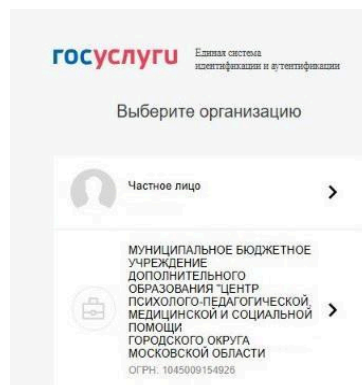 госуслуги
Единая система
идентификации и аутентификации
Выберите организацию
Частное лицо
МУНИЦИПАЛЬНОЕ БЮДЖЕТНОЕ
УЧРЕЖДЕНИЕ
ДОПОЛНИТЕЛЬНОГО
ОБРАЗОВАНИЯ "ЦЕНТР
ПСИХОЛОГО-ПЕДАГОГИЧЕСКОЙ,
МЕДИЦИНСКОЙ И СОЦИАЛЬНОЙ
ПОМОЩИ
ГОРОДСКОГО ОКРУГА
МОСКОВСКОЙ ОБЛАСТИ
ОГРН: 1045009154926